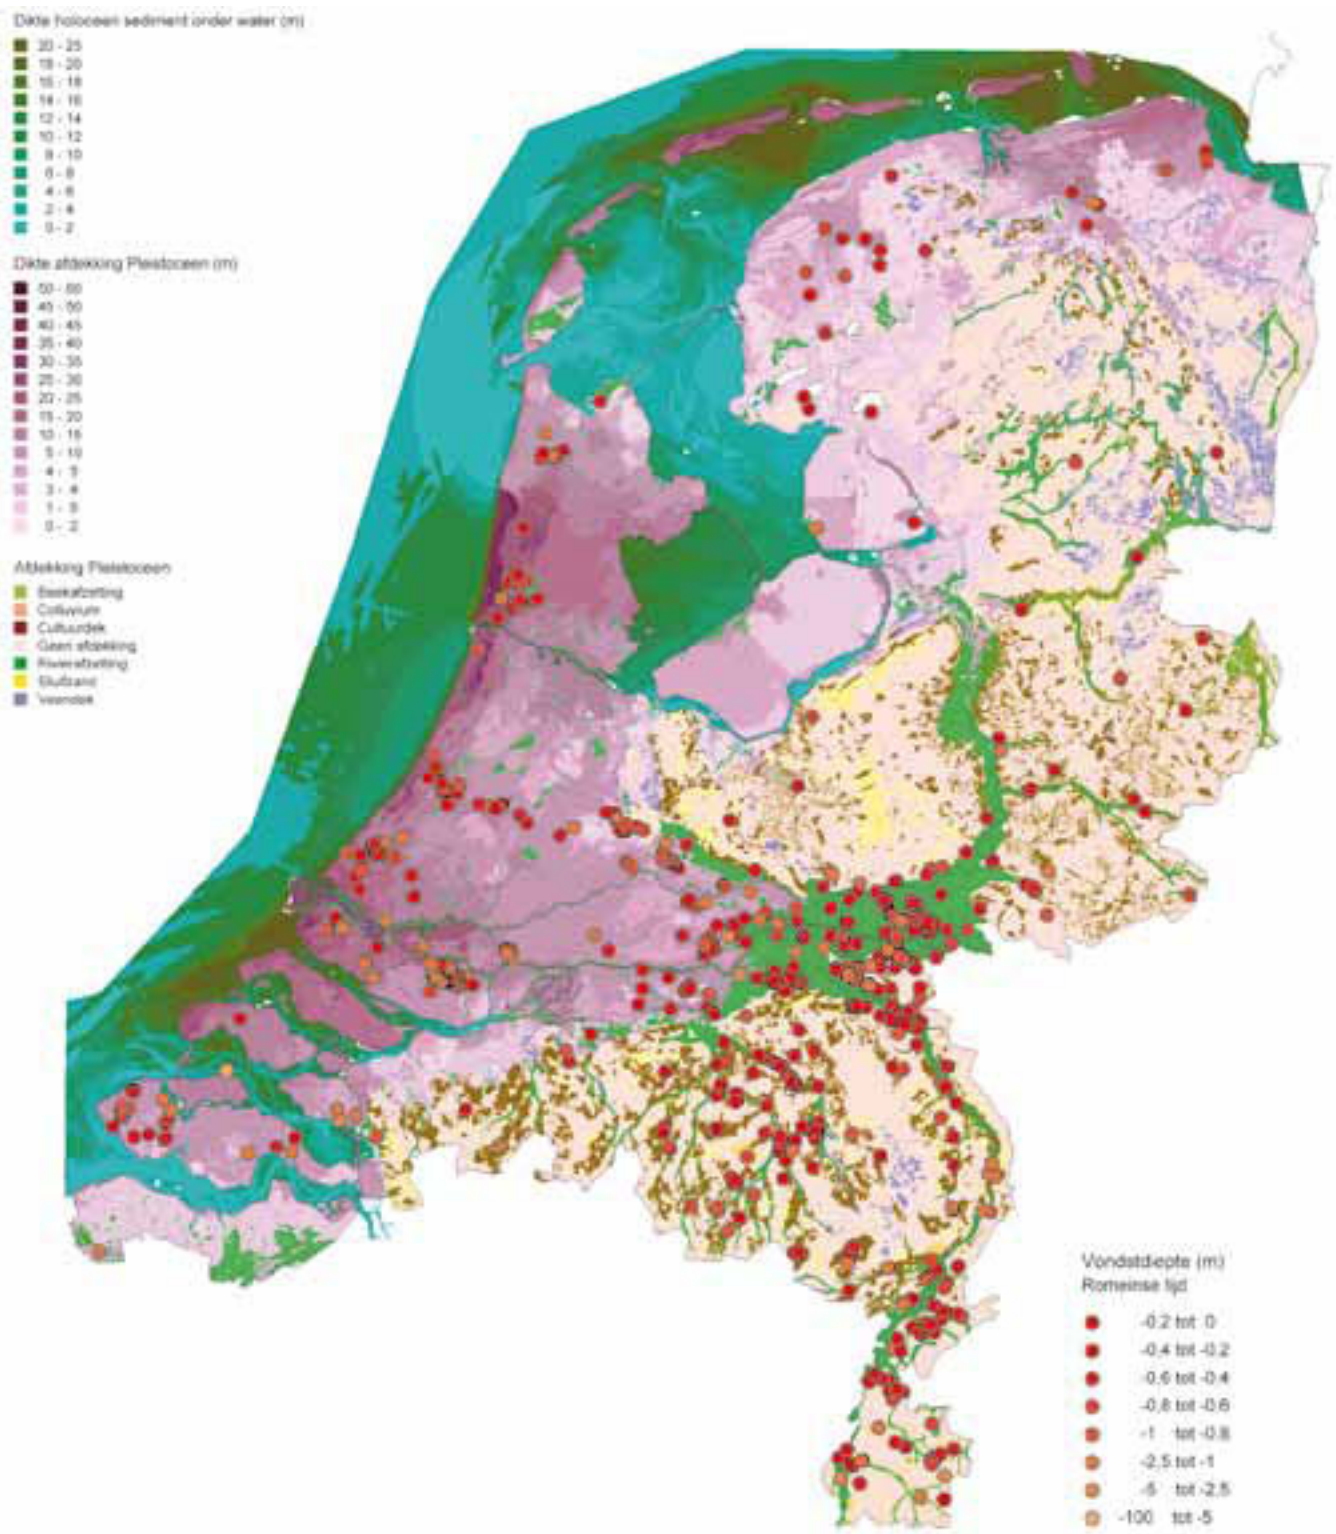 Dikte holoceen sediment onder water (m)
20 - 25
18 - 20
16 - 18
14 - 16
12 - 14
10 - 12
8 - 10
6 - 8
4 - 6
2 - 4
0 - 2
Dikte afdekking Pleistoceen (m)
50 - 60
45 - 50
40 - 45
35 - 40
30 - 35
25 - 30
20 - 25
15 - 20
10 - 15
5 - 10
4 - 5
3 - 4
0 - 2
Afdekking Pleistoceen
Beekafzetting
Colluvium
Cultuurdek
Geen afdekking
Rivierafzetting
Stuifzand
Veendek
Vondstdiepte (m)
Romeinse tijd
-0.2 tot 0
-0.4 tot -0.2
-0.6 tot -0.4
-0.8 tot -0.6
-1 tot -0.8
-2.5 tot -1
-5 tot -2.5
-100 tot -5